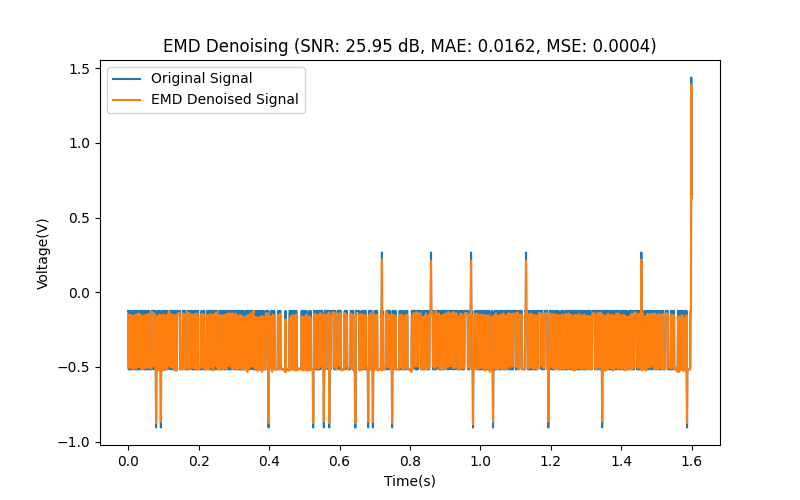 EMD Denoising (SNR: 25.95 dB, MAE: 0.0162, MSE: 0.0004)
Original Signal
EMD Denoised Signal
Voltage(V)
1.5
1.0
0.5
0.0
−0.5
−1.0
0.0 0.2 0.4 0.6 0.8 1.0 1.2 1.4 1.6
Time(s)